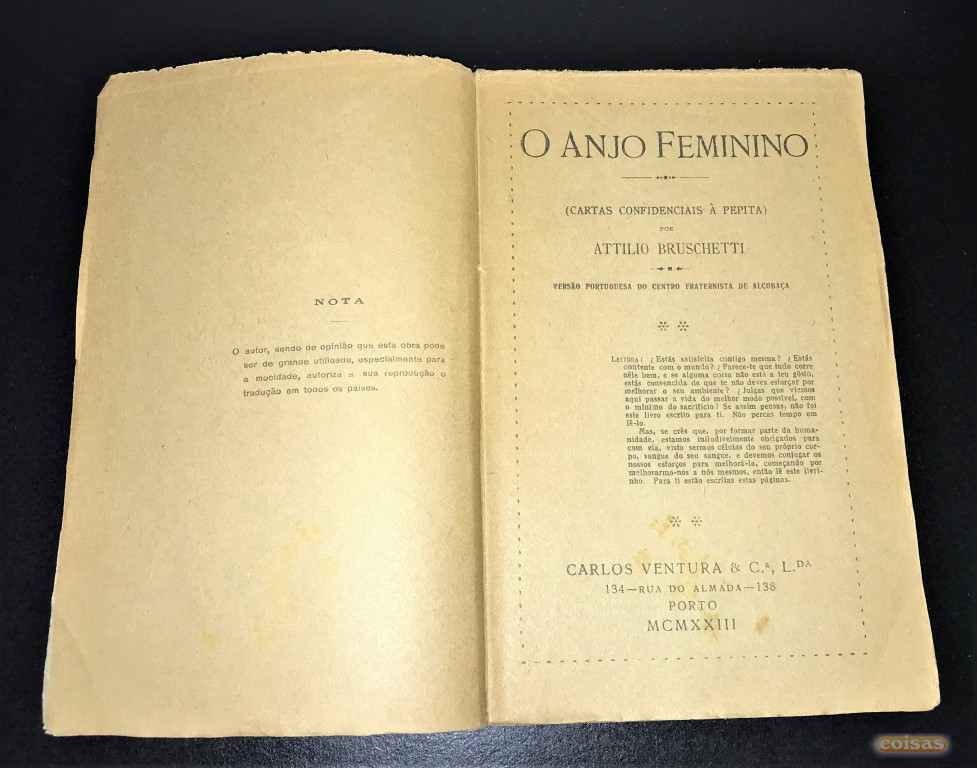 NOTA
O autor, sendo de opinião que esta obra pode
ser de grande utilidade, especialmente para
a mocidade, autoriza a sua reprodução e
tradução em todos os países.
O ANJO FEMININO
(CARTAS CONFIDENCIAIS À PEPITA)
POR
ATTILIO BRUSCHETTI
VERSÃO PORTUGUESA DO CENTRO FRATERNISTA DE ALCOBAÇA
LEITORA: ¿Estás satisfeita contigo mesma? ¿Estás
contente com o mundo? ¿Parece-te que tudo corre
nêle bem, e se alguma coisa não está a teu gôsto,
estás convencida de que te não deves esforçar por
melhorar o seu ambiente? ¿Julgas que viemos
aqui passar a vida do melhor modo possível, com
o mínimo de sacrifício? Se assim pensas, não foi
este livro escrito para ti. Não percas tempo em
lê-lo.
Mas, se crês que, por formar parte da huma-
nidade, estamos iniludivelmente obrigados para
com ela, visto sermos células do seu próprio cor-
po, sangue do seu sangue, e devemos conjugar os
nossos esforços para melhorá-la, começando por
melhorarmo-nos a nós mesmos, então lê este livri-
nho. Para ti estão escritas estas páginas.
CARLOS VENTURA & C.ª, L.DA
134—RUA DO ALMADA—138
PORTO
MCMXXIII
coisas